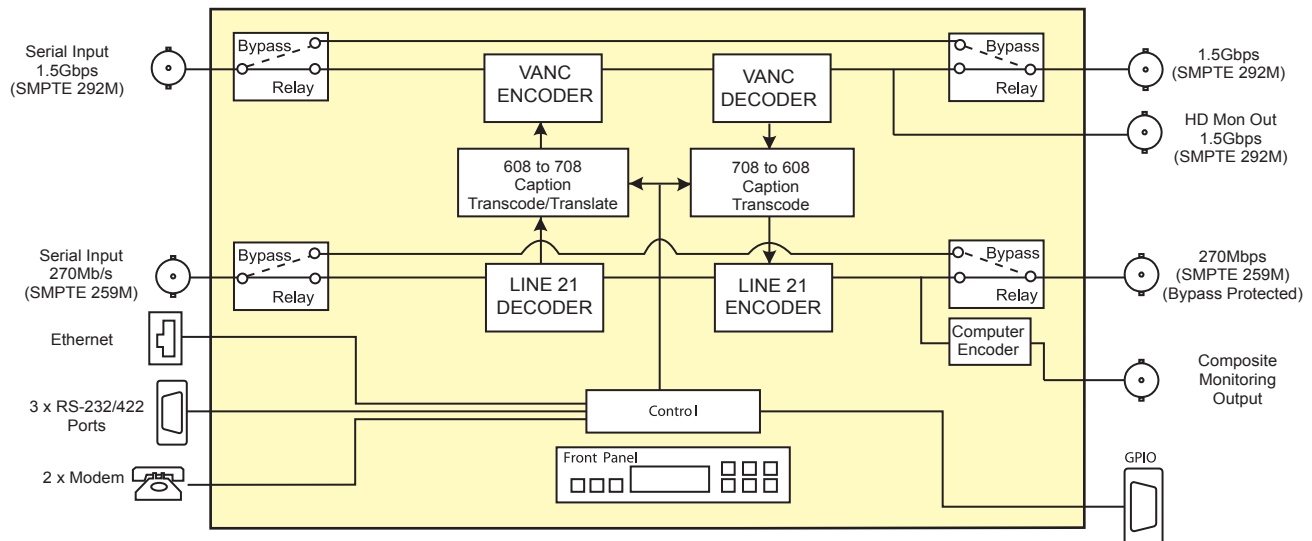 Serial Input
1.5Gbps
(SMPTE 292M)
Bypass
Relay
VANC
ENCODER
VANC
DECODER
Bypass
Relay
1.5Gbps
(SMPTE 292M)
HD Mon Out
1.5Gbps
(SMPTE 292M)
608 to 708
Caption
Transcode/Translate
708 to 608
Caption
Transcode
Serial Input
270Mb/s
(SMPTE 259M)
Bypass
Relay
LINE 21
DECODER
LINE 21
ENCODER
Bypass
Relay
270Mbps
(SMPTE 259M)
(Bypass Protected)
Ethernet
Computer
Encoder
Composite
Monitoring
Output
3 x RS-232/422
Ports
Control
2 x Modem
Front Panel
GPIO